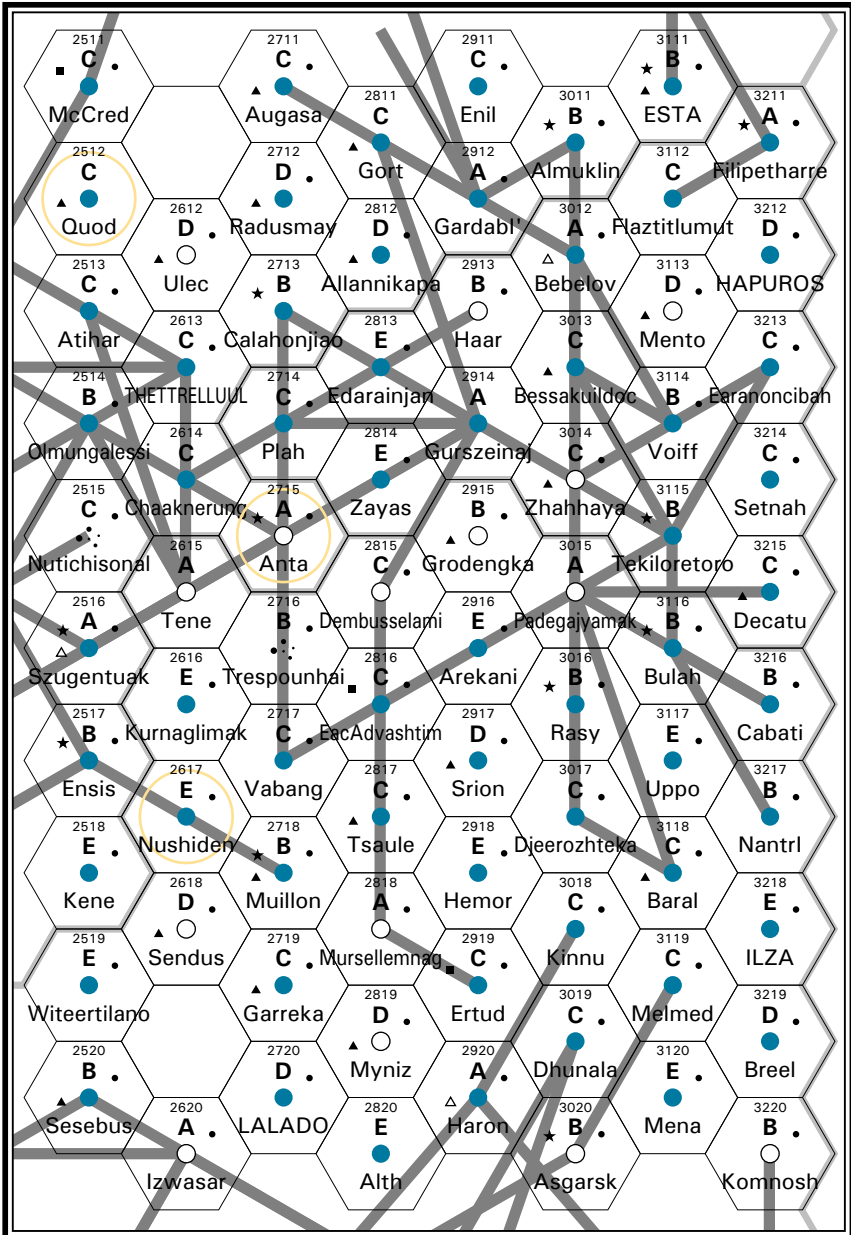 2511
C
McCred
2711
C
Augasa
2911
C
Enil
3111
B
ESTA
2811
C
Gort
3011
B
Almuklin
3211
A
Filipetharre
2512
C
Quod
2712
D
Radusmay
2912
A
Gardabl'
3112
C
Flaztitlumut
2612
D
Ulec
2812
D
Allannikapa
3012
A
Bebelov
3212
D
HAPUROS
2513
C
Atihar
2713
B
Calahonjiao
2913
B
Haar
3113
D
Mento
2613
C
THETTRELLUUL
2813
E
Edarainjan
3013
C
Bessakuildoc
3213
C
Earanoncibah
2514
B
Olmungalessi
2714
C
Plah
2914
A
Gurszeinaj
3114
B
Voiff
2614
C
Chaaknerung
2814
E
Zayas
3014
C
Zhahhaya
3214
C
Setnah
2515
C
Nutichisonal
2715
A
Anta
2915
B
Grodengka
3115
B
Tekiloretoro
2615
A
Tene
2815
C
Dembusselami
3015
A
Padegajyamak
3215
C
Decatu
2516
A
Szugentuak
2716
B
Trespounhai
2916
E
Arekani
3116
B
Bulah
2616
E
Kurnaglimak
2816
C
EacAdvashtim
3016
B
Rasy
3216
C
Cabati
2517
B
Ensis
2717
C
Vabang
2917
D
Srion
3117
E
Uppo
2617
E
Nushiden
2817
C
Tsaule
3017
C
Djeerozhteka
3217
B
Nantrl
2518
E
Kene
2718
B
Muillon
2918
E
Hemor
3118
C
Baral
2618
D
Sendus
2818
A
Mursellemnag
3018
C
Kinnu
3218
E
ILZA
2519
E
Witeertilano
2719
C
Garreka
2919
C
Ertud
3119
C
Melmed
2819
D
Myniz
3019
C
Dhunala
3219
D
Breel
2520
B
Sesebus
2720
D
LALADO
2920
A
Haron
3120
E
Mena
2620
A
Izwasar
2820
E
Alth
3020
B
Asgarsk
3220
B
Komnosh